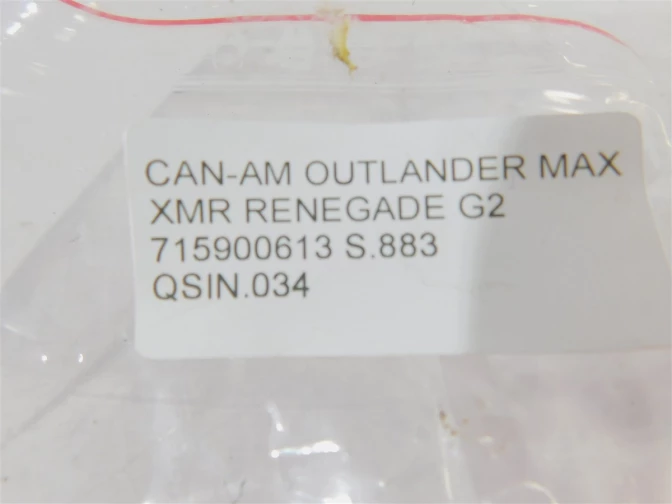 CAN-AM OUTLANDER MAX
XMR RENEGADE G2
715900613 S.883
QSIN.034